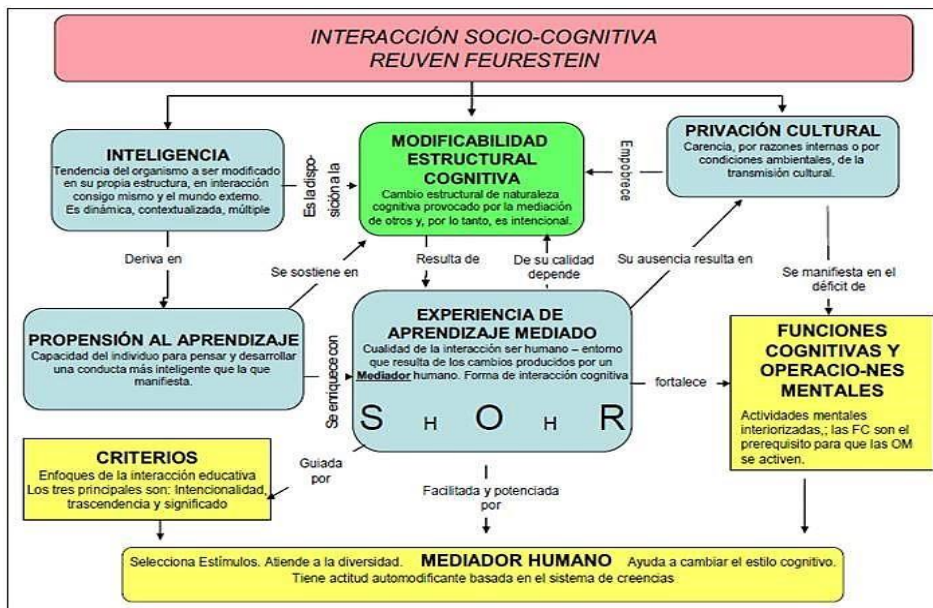 INTERACCIÓN SOCIO-COGNITIVA
REUVEN FEURESTEIN
INTELIGENCIA
Tendencia del organismo a ser modificado
en su propia estructura, en interacción
consigo mismo y el mundo externo.
Es dinámica, contextualizada, múltiple
Es la dispo-
sición a la
MODIFICABILIDAD
ESTRUCTURAL
COGNITIVA
Cambio estructural de naturaleza
cognitiva provocado por la mediación
de otros y, por lo tanto, es intencional.
Empobrece
PRIVACIÓN CULTURAL
Carencia, por razones internas o por
condiciones ambientales, de la
transmisión cultural.
Deriva en
Se sostiene en
Resulta de
De su calidad
depende
Su ausencia resulta en
Se manifiesta en el
déficit de
PROPENSIÓN AL APRENDIZAJE
Capacidad del individuo para pensar y desarrollar
una conducta más inteligente que la que
manifiesta.
Se enriquece con
EXPERIENCIA DE
APRENDIZAJE MEDIADO
Cualidad de la interacción ser humano – entorno
que resulta de los cambios producidos por un
Mediador humano. Forma de interacción cognitiva
S H O H R
fortalece
FUNCIONES
COGNITIVAS Y
OPERACIO-NES
MENTALES
Actividades mentales
interiorizadas,; las FC son el
prerequisito para que las OM
se activen.
CRITERIOS
Enfoques de la interacción educativa
Los tres principales son: Intencionalidad,
trascendencia y significado
Guiada
por
Facilitada y potenciada
por
Selecciona Estímulos. Atiende a la diversidad. MEDIADOR HUMANO Ayuda a cambiar el estilo cognitivo.
Tiene actitud automodificante basada en el sistema de creencias